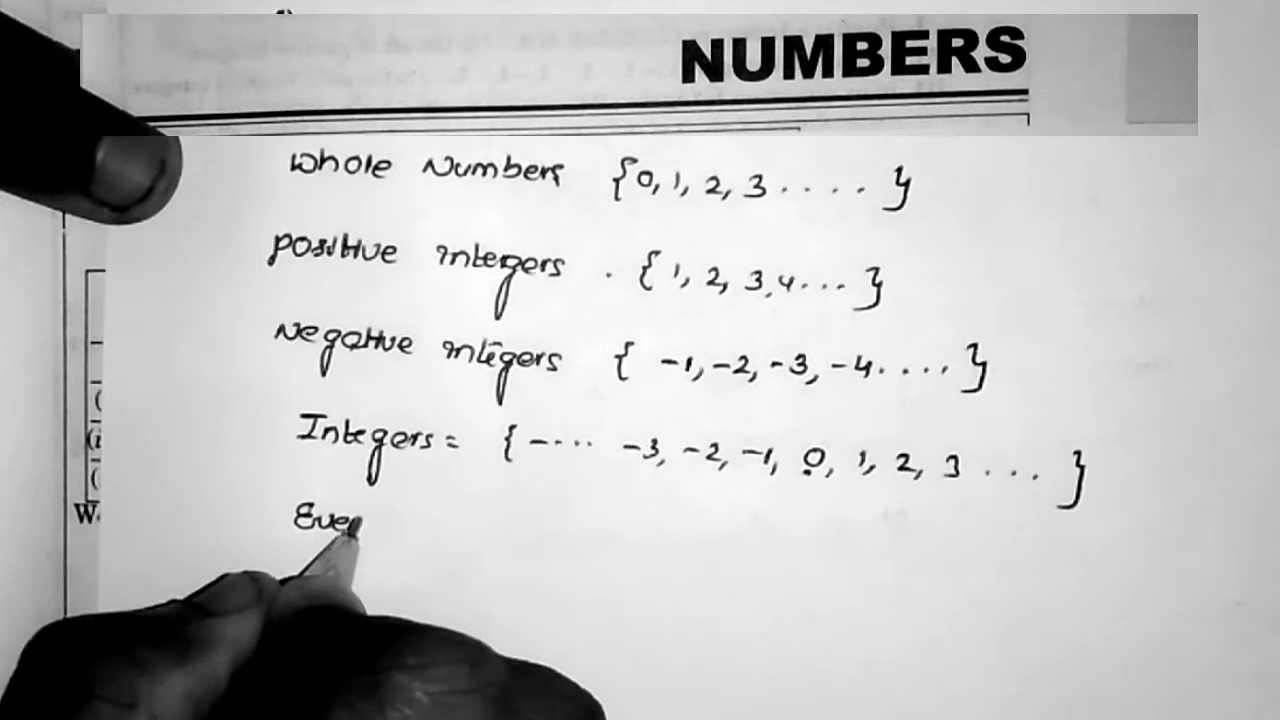 NUMBERS
Whole Numbers {0, 1, 2, 3 . . . . }
positive integers . { 1, 2, 3, 4 . . . }
Negative integers { -1, -2, -3, -4 . . . . }
Integers = { - . . . -3, -2, -1, 0, 1, 2, 3 . . . }
Eve